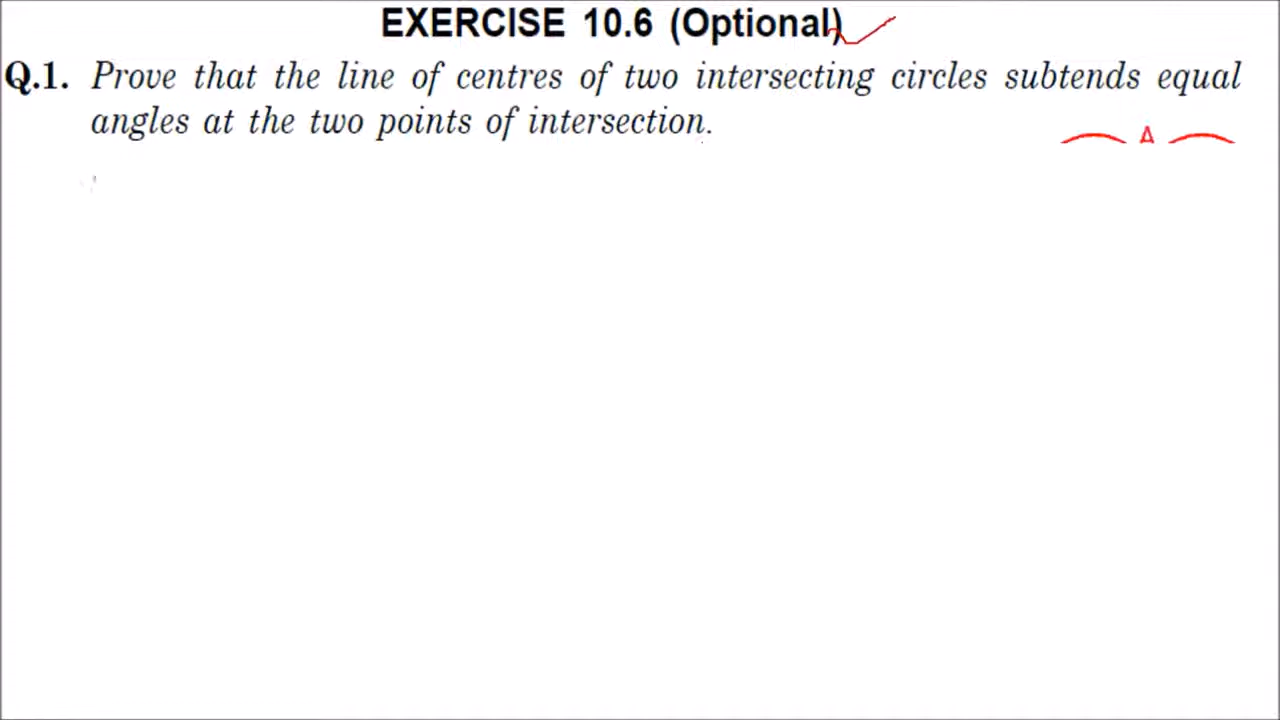 EXERCISE 10.6 (Optional)
Q.1. Prove that the line of centres of two intersecting circles subtends equal
angles at the two points of intersection.
A